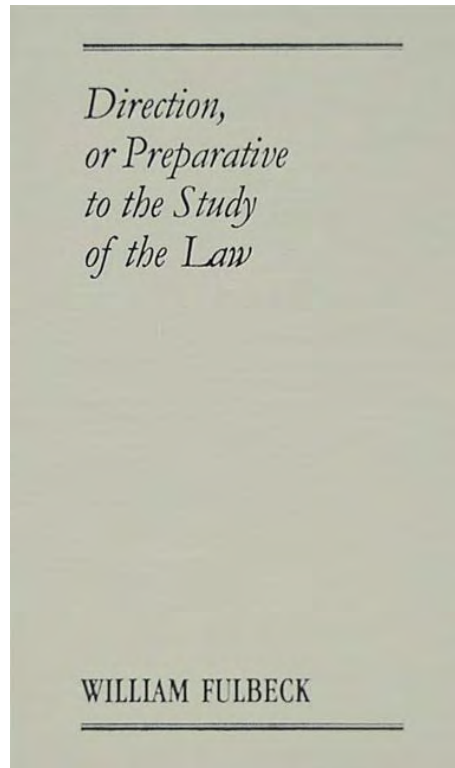 Direction,
or Preparative
to the Study
of the Law
WILLIAM FULBECK